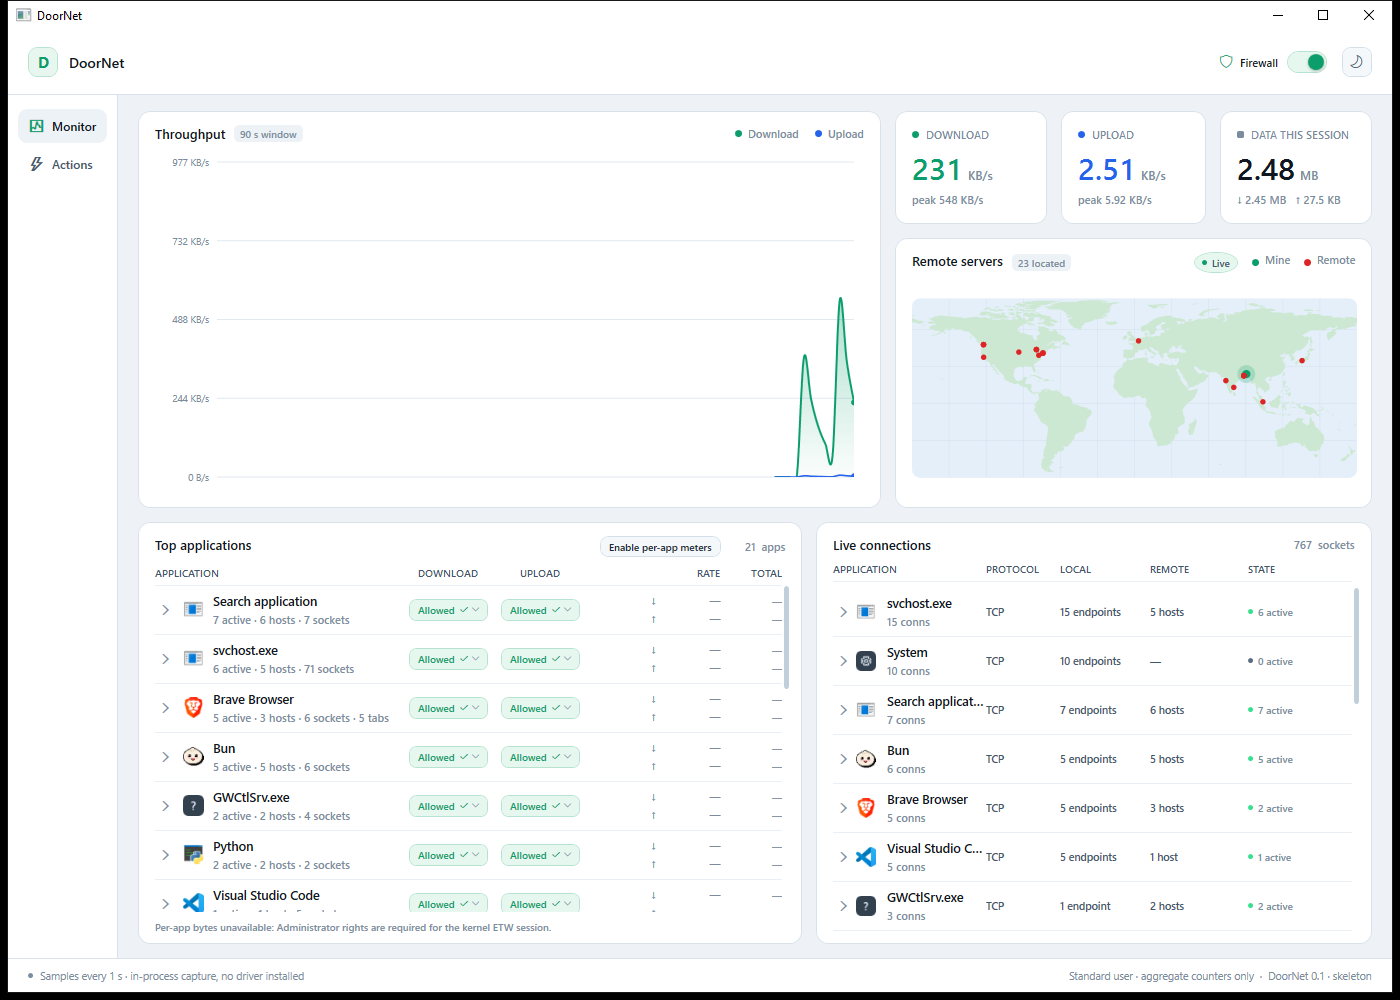 DoorNet
D DoorNet
Firewall
Monitor
Actions
Throughput 90 s window
Download Upload
977 KB/s
732 KB/s
488 KB/s
244 KB/s
0 B/s
DOWNLOAD
231 KB/s
peak 548 KB/s
UPLOAD
2.51 KB/s
peak 5.92 KB/s
DATA THIS SESSION
2.48 MB
↓ 2.45 MB ↑ 27.5 KB
Remote servers 23 located
Live Mine Remote
Top applications
Enable per-app meters 21 apps
APPLICATION DOWNLOAD UPLOAD RATE TOTAL
Search application Allowed Allowed ↓ — —
7 active · 6 hosts · 7 sockets ↑ — —
svchost.exe Allowed Allowed ↓ — —
6 active · 5 hosts · 71 sockets ↑ — —
Brave Browser Allowed Allowed ↓ — —
5 active · 3 hosts · 6 sockets · 5 tabs ↑ — —
Bun Allowed Allowed ↓ — —
5 active · 5 hosts · 6 sockets ↑ — —
GWCtlSrv.exe Allowed Allowed ↓ — —
? 2 active · 2 hosts · 4 sockets ↑ — —
Python Allowed Allowed ↓ — —
2 active · 2 hosts · 2 sockets ↑ — —
Visual Studio Code Allowed Allowed ↓ — —
Per-app bytes unavailable: Administrator rights are required for the kernel ETW session.
Live connections 767 sockets
APPLICATION PROTOCOL LOCAL REMOTE STATE
svchost.exe TCP 15 endpoints 5 hosts 6 active
15 conns
System TCP 10 endpoints — 0 active
10 conns
Search applicat... TCP 7 endpoints 6 hosts 7 active
7 conns
Bun TCP 5 endpoints 5 hosts 5 active
6 conns
Brave Browser TCP 5 endpoints 3 hosts 2 active
5 conns
Visual Studio C... TCP 5 endpoints 1 host 1 active
5 conns
? GWCtlSrv.exe TCP 1 endpoint 2 hosts 2 active
3 conns
Samples every 1 s · in-process capture, no driver installed
Standard user · aggregate counters only · DoorNet 0.1 · skeleton